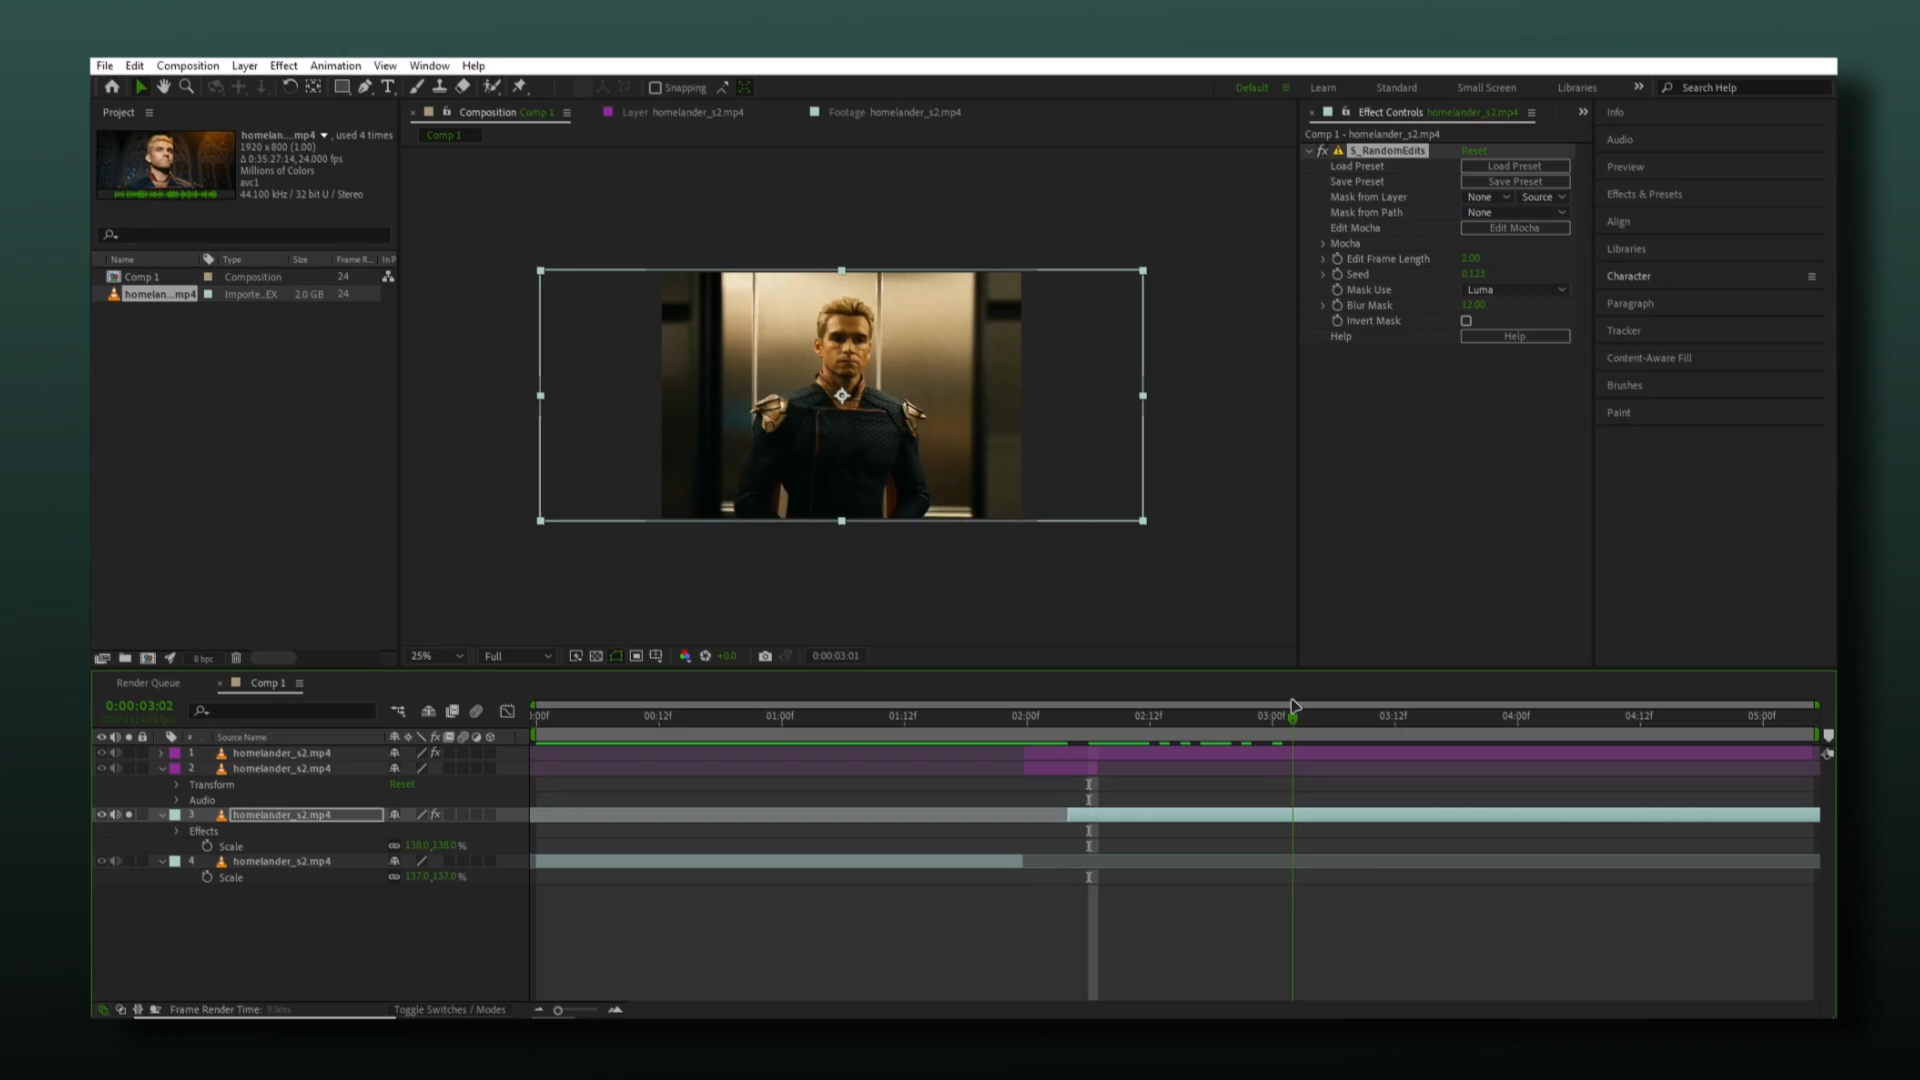 File Edit Composition Layer Effect Animation View Window Help
Snapping
Default Learn Standard Small Screen Libraries Search Help
Project
homelan....mp4 , used 4 times
1920 x 800 (1.00)
Δ 0:35:27:14, 24.000 fps
Millions of Colors
avc1
44.100 kHz / 32 bit U / Stereo
Name Type Size Frame R... In P
Comp 1 Composition 24
homelan...mp4 Importe...EX 2.0 GB 24
8 bpc
Composition Comp 1
Layer homelander_s2.mp4
Footage homelander_s2.mp4
Comp 1
25% Full +0.0 0:00:03:01
Effect Controls homelander_s2.mp4
Comp 1 • homelander_s2.mp4
fx S_RandomEdits Reset
Load Preset Load Preset
Save Preset Save Preset
Mask from Layer None Source
Mask from Path None
Edit Mocha Edit Mocha
Mocha
Edit Frame Length 2.00
Seed 0.123
Mask Use Luma
Blur Mask 12.00
Invert Mask
Help Help
Info
Audio
Preview
Effects & Presets
Align
Libraries
Character
Paragraph
Tracker
Content-Aware Fill
Brushes
Paint
Render Queue Comp 1
0:00:03:02
:00f 00:12f 01:00f 01:12f 02:00f 02:12f 03:00f 03:12f 04:00f 04:12f 05:00f
# Source Name
1 homelander_s2.mp4
2 homelander_s2.mp4
Transform Reset
Audio
3 homelander_s2.mp4
Effects
Scale 138.0,138.0 %
4 homelander_s2.mp4
Scale 137.0,137.0 %
Frame Render Time: Toggle Switches / Modes